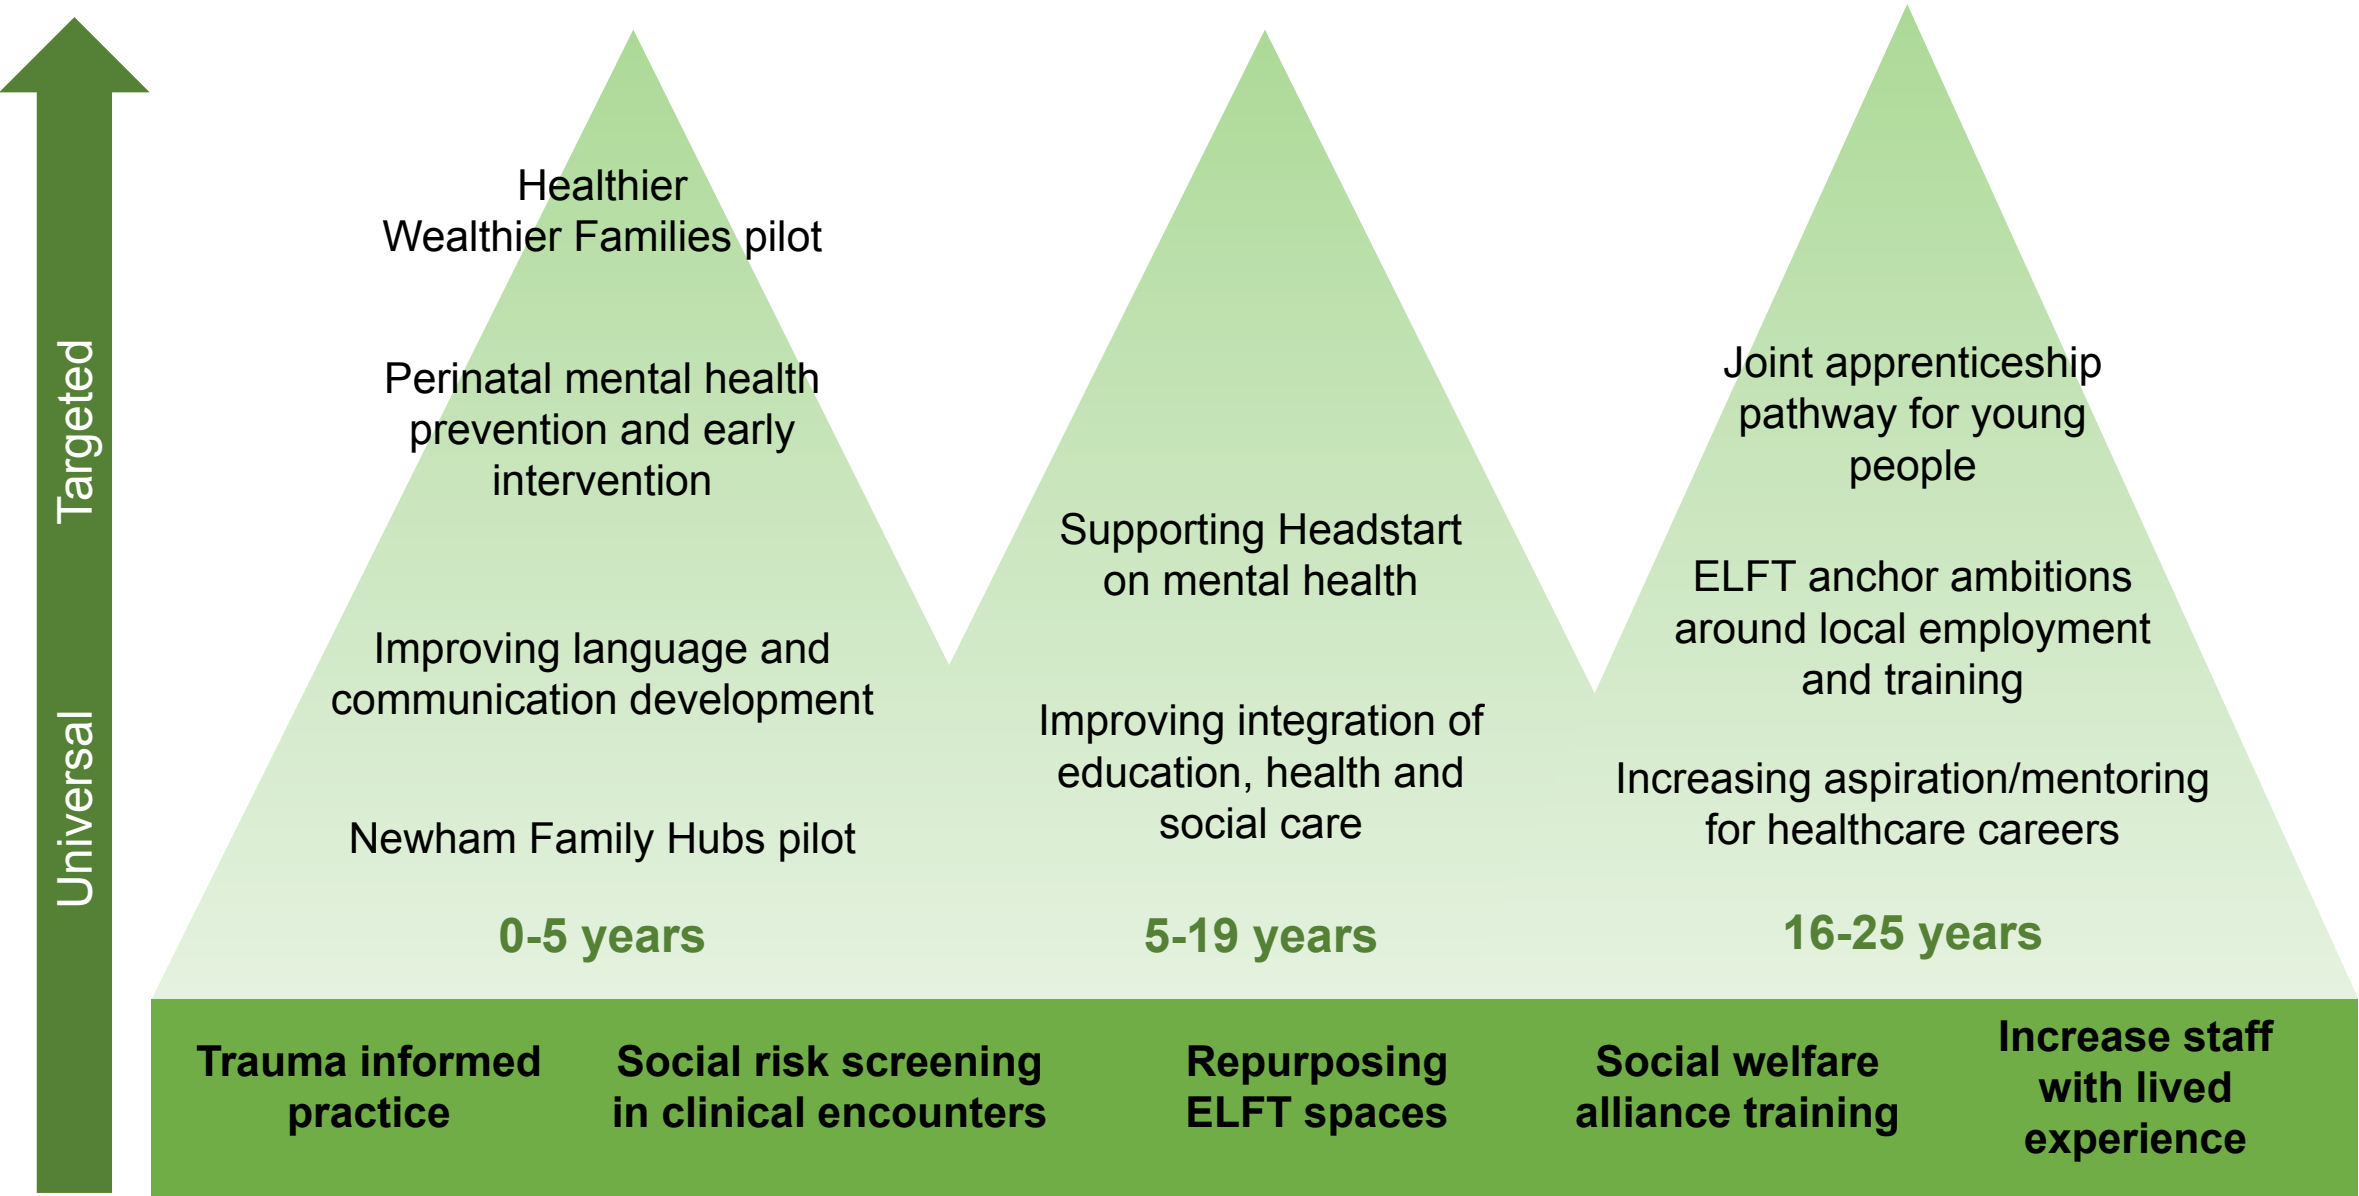 Targeted
Universal
Healthier
Wealthier Families pilot
Perinatal mental health
prevention and early
intervention
Improving language and
communication development
Newham Family Hubs pilot
0-5 years
Supporting Headstart
on mental health
Improving integration of
education, health and
social care
5-19 years
Joint apprenticeship
pathway for young
people
ELFT anchor ambitions
around local employment
and training
Increasing aspiration/mentoring
for healthcare careers
16-25 years
Trauma informed
practice
Social risk screening
in clinical encounters
Repurposing
ELFT spaces
Social welfare
alliance training
Increase staff
with lived
experience